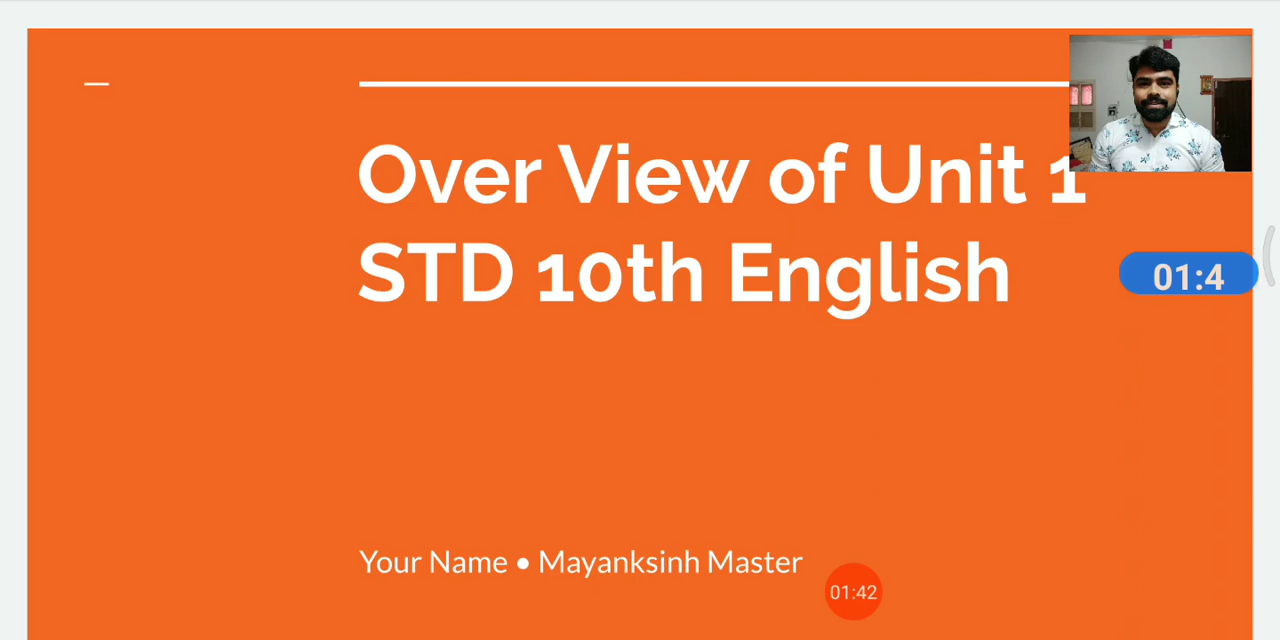 Over View of Unit 1
STD 10th English
01:4
Your Name • Mayanksinh Master
01:42